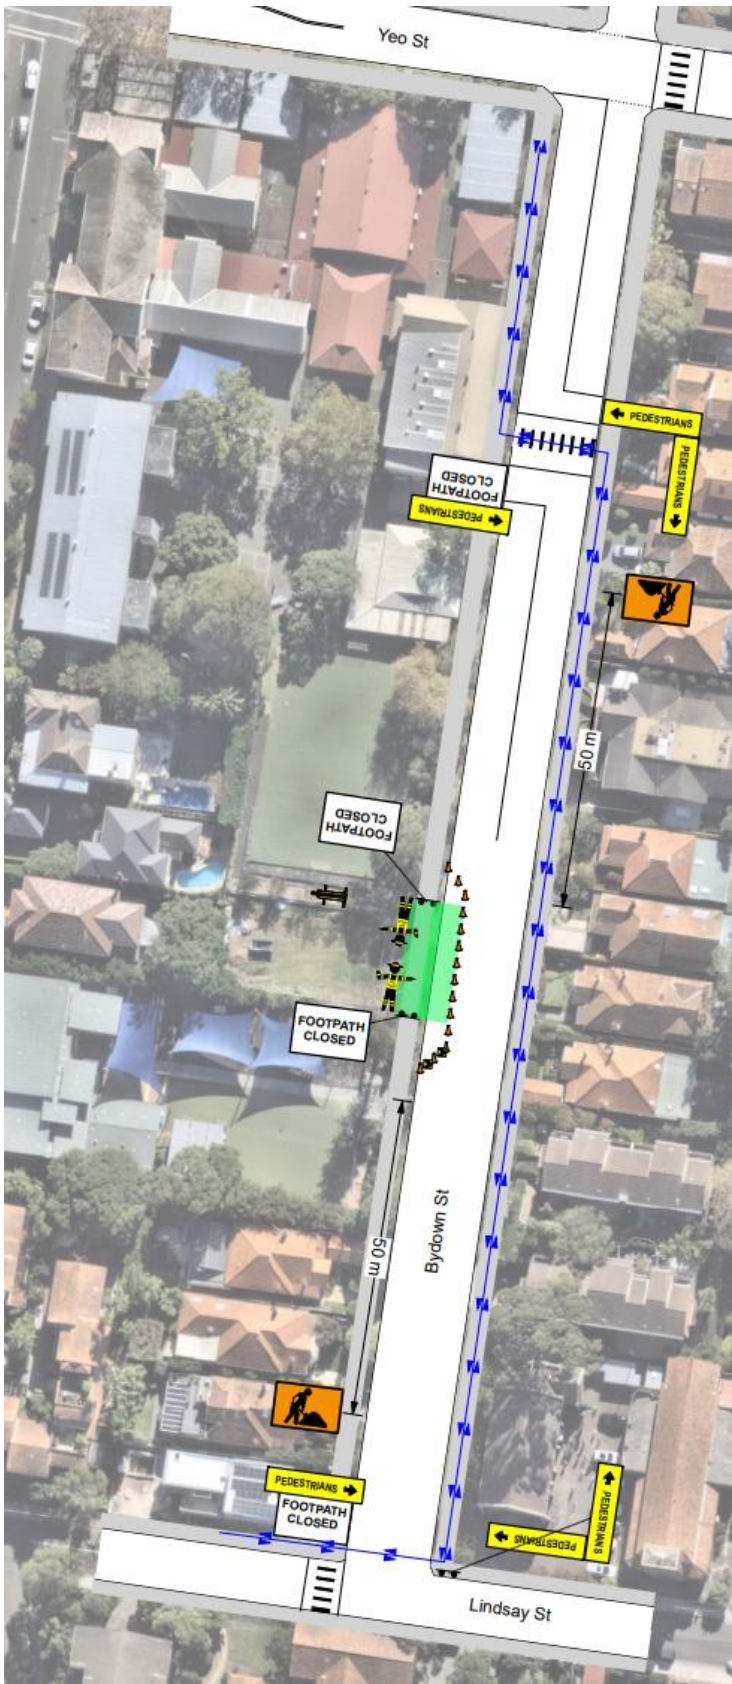 Yeo St
PEDESTRIANS
PEDESTRIANS
FOOTPATH
CLOSED
PEDESTRIANS
50 m
FOOTPATH
CLOSED
FOOTPATH
CLOSED
Bydown St
50 m
PEDESTRIANS
FOOTPATH
CLOSED
PEDESTRIANS
PEDESTRIANS
Lindsay St